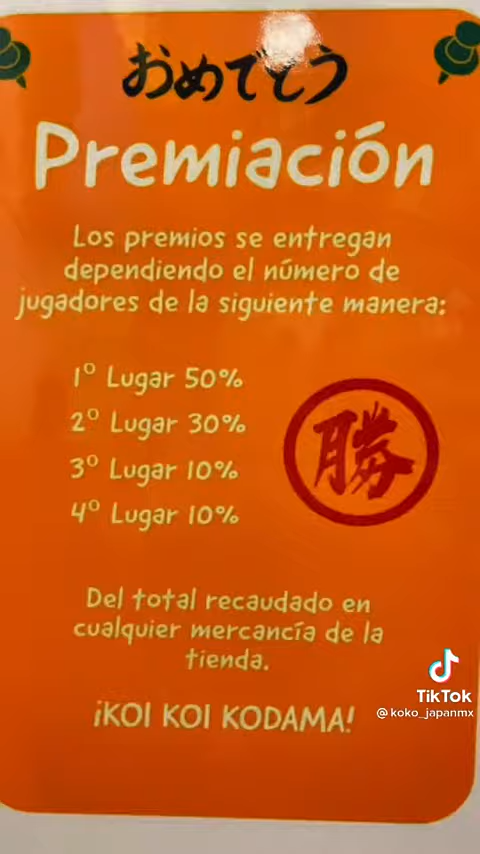 おめでとう
Premiación
Los premios se entregan
dependiendo el número de
jugadores de la siguiente manera:
1º Lugar 50%
2º Lugar 30%
3º Lugar 10%
4º Lugar 10%
勝
Del total recaudado en
cualquier mercancía de la
tienda.
¡KOI KOI KODAMA!
TikTok
@koko_japanmx